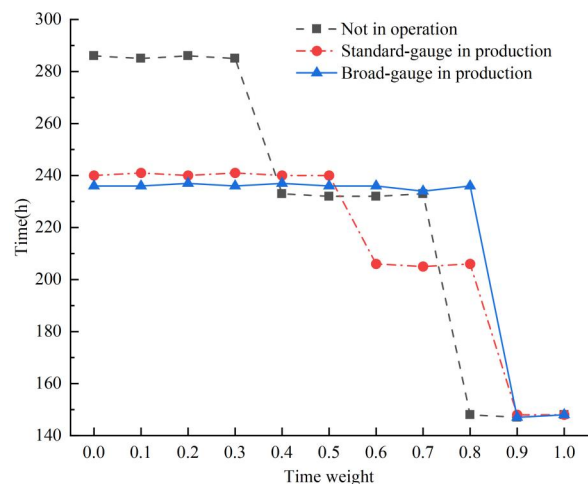 Not in operation
Standard-gauge in production
Broad-gauge in production
300
280
260
240
220
200
180
160
140
Time(h)
0.0 0.1 0.2 0.3 0.4 0.5 0.6 0.7 0.8 0.9 1.0
Time weight